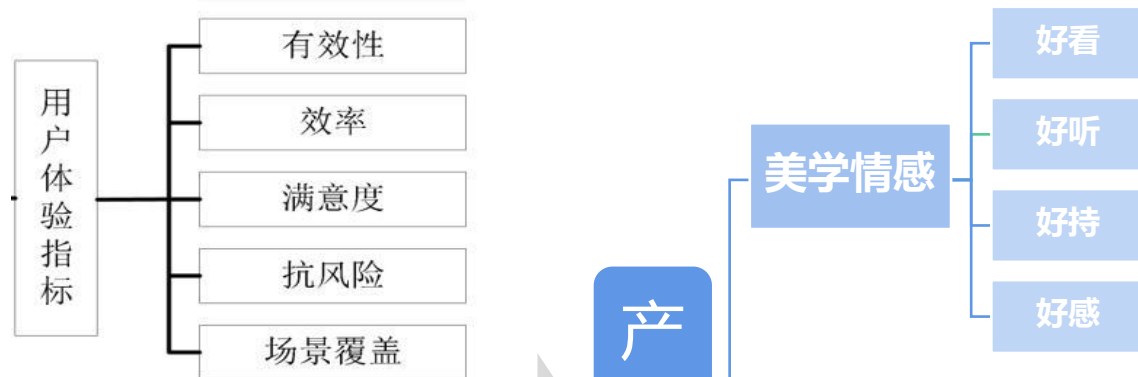 用户体验指标
有效性
效率
满意度
抗风险
场景覆盖
产
美学情感
好看
好听
好持
好感